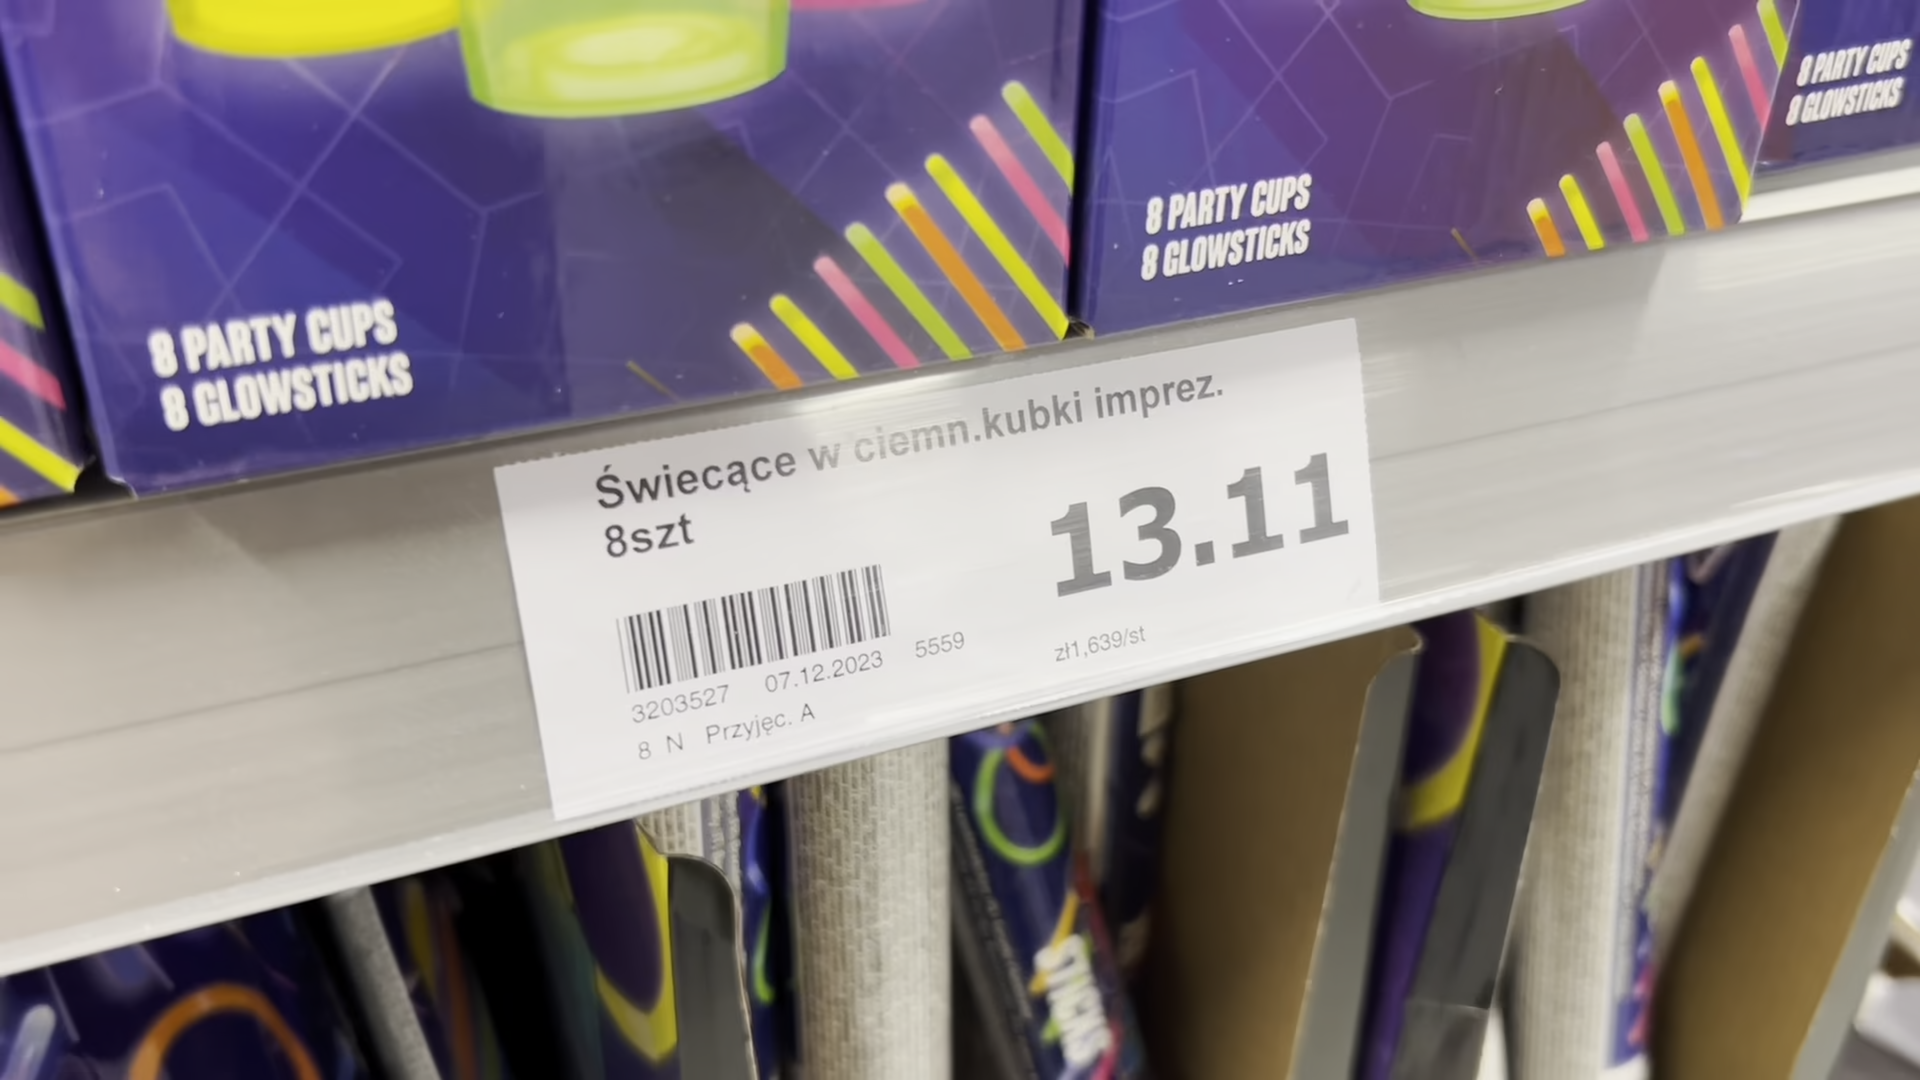 8 PARTY CUPS
8 GLOWSTICKS
8 PARTY CUPS
8 GLOWSTICKS
8 PARTY CUPS
8 GLOWSTICKS
Świecące w ciemn.kubki imprez.
8szt
13.11
3203527 07.12.2023 5559
zł1,639/st
8 N Przyjęc. A
STICKS